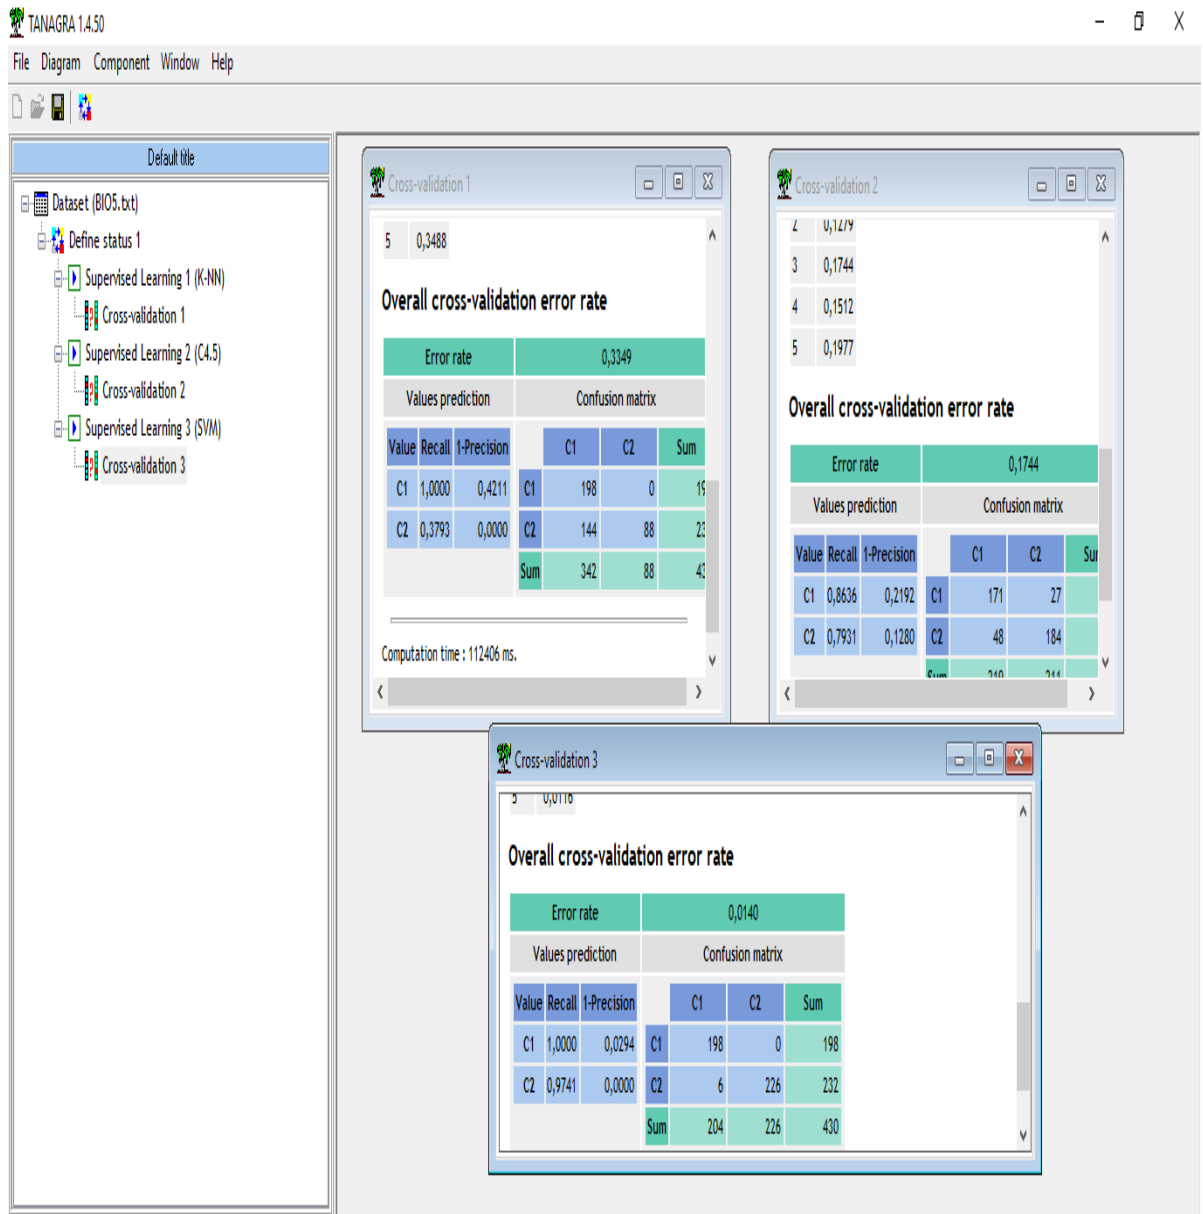 TANAGRA 1.4.50
File Diagram Component Window Help
Default title
Dataset (BIO5.txt)
Define status 1
Supervised Learning 1 (K-NN)
Cross-validation 1
Supervised Learning 2 (C4.5)
Cross-validation 2
Supervised Learning 3 (SVM)
Cross-validation 3
Cross-validation 1
5 0,3488
Overall cross-validation error rate
Error rate 0,3349
Values prediction Confusion matrix
Value Recall 1-Precision C1 C2 Sum
C1 1,0000 0,4211 C1 198 0
C2 0,3793 0,0000 C2 144 88
Sum 342 88
Computation time : 112406 ms.
Cross-validation 2
2 0,1279
3 0,1744
4 0,1512
5 0,1977
Overall cross-validation error rate
Error rate 0,1744
Values prediction Confusion matrix
Value Recall 1-Precision C1 C2
C1 0,8636 0,2192 C1 171 27
C2 0,7931 0,1280 C2 48 184
Sum 219 211
Cross-validation 3
5 0,0116
Overall cross-validation error rate
Error rate 0,0140
Values prediction Confusion matrix
Value Recall 1-Precision C1 C2 Sum
C1 1,0000 0,0294 C1 198 0 198
C2 0,9741 0,0000 C2 6 226 232
Sum 204 226 430